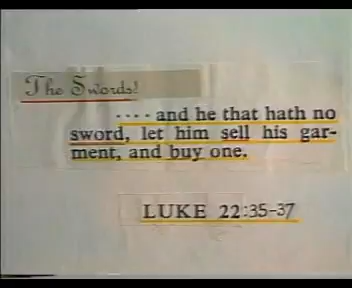 The Swords!
.... and he that hath no
sword, let him sell his gar-
ment, and buy one.
LUKE 22:35-37